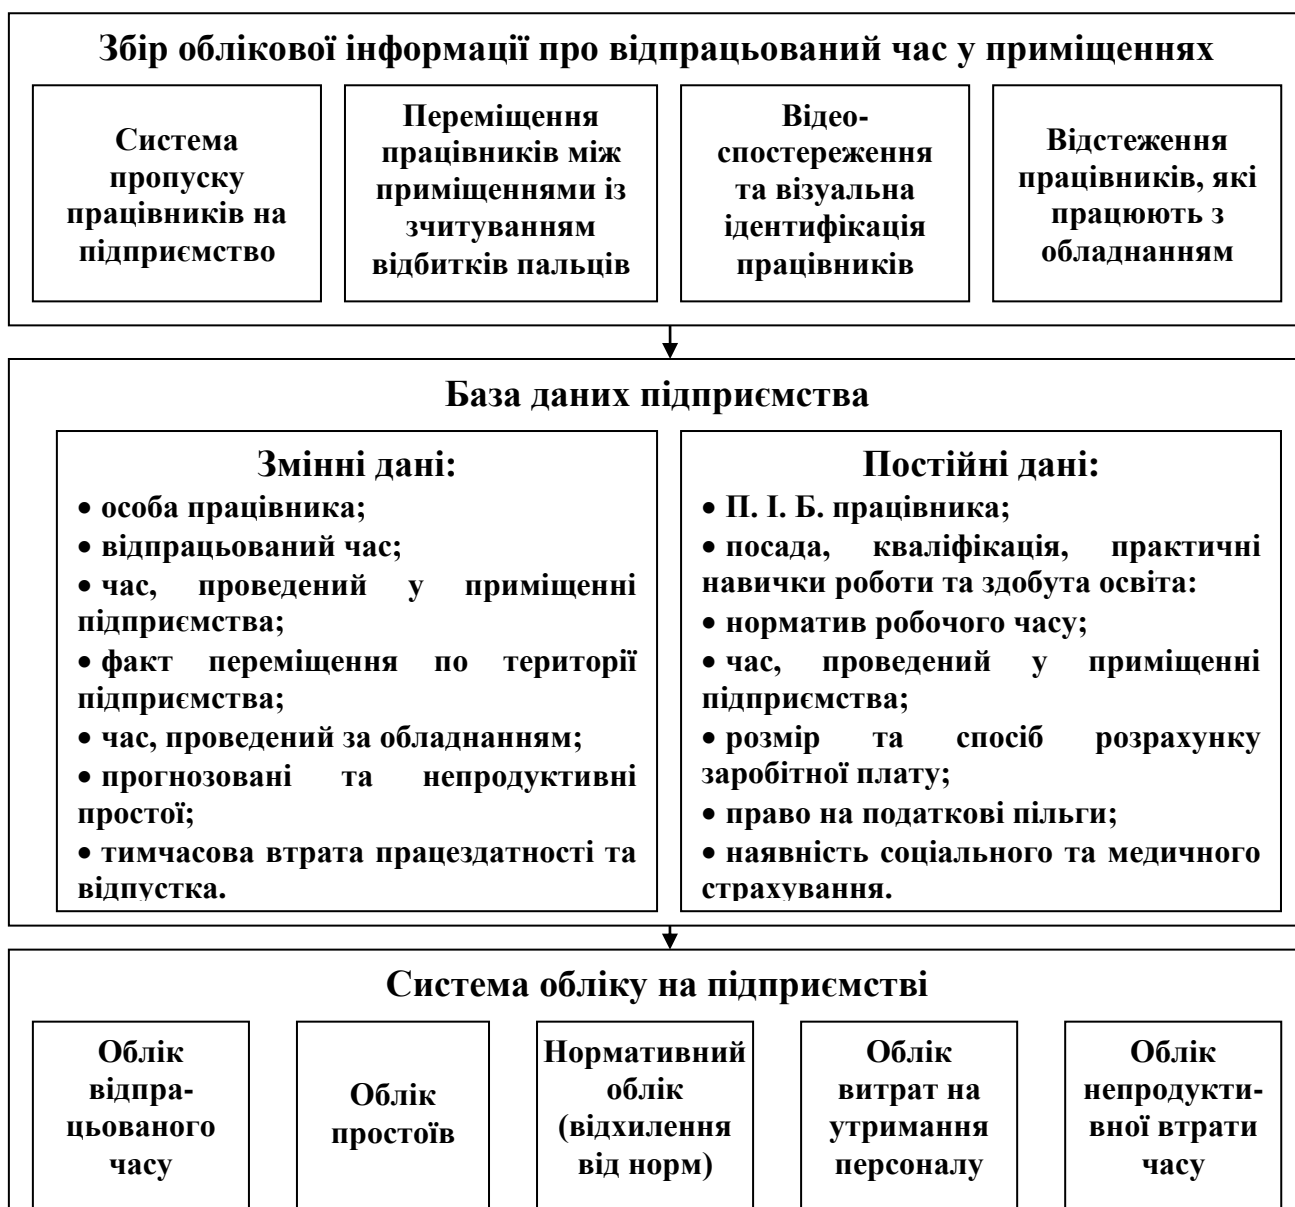 Збір облікової інформації про відпрацьований час у приміщеннях
Система
пропуску
працівників на
підприємство
Переміщення
працівників між
приміщеннями із
зчитуванням
відбитків пальців
Відео-
спостереження
та візуальна
ідентифікація
працівників
Відстеження
працівників, які
працюють з
обладнанням
База даних підприємства
Змінні дані:
• особа працівника;
• відпрацьований час;
• час, проведений у приміщенні
підприємства;
• факт переміщення по території
підприємства;
• час, проведений за обладнанням;
• прогнозовані та непродуктивні
простої;
• тимчасова втрата працездатності та
відпустка.
Постійні дані:
• П. І. Б. працівника;
• посада, кваліфікація, практичні
навички роботи та здобута освіта:
• норматив робочого часу;
• час, проведений у приміщенні
підприємства;
• розмір та спосіб розрахунку
заробітної плату;
• право на податкові пільги;
• наявність соціального та медичного
страхування.
Система обліку на підприємстві
Облік
відпра-
цьованого
часу
Облік
простоїв
Нормативний
облік
(відхилення
від норм)
Облік
витрат на
утримання
персоналу
Облік
непродукти-
вної втрати
часу